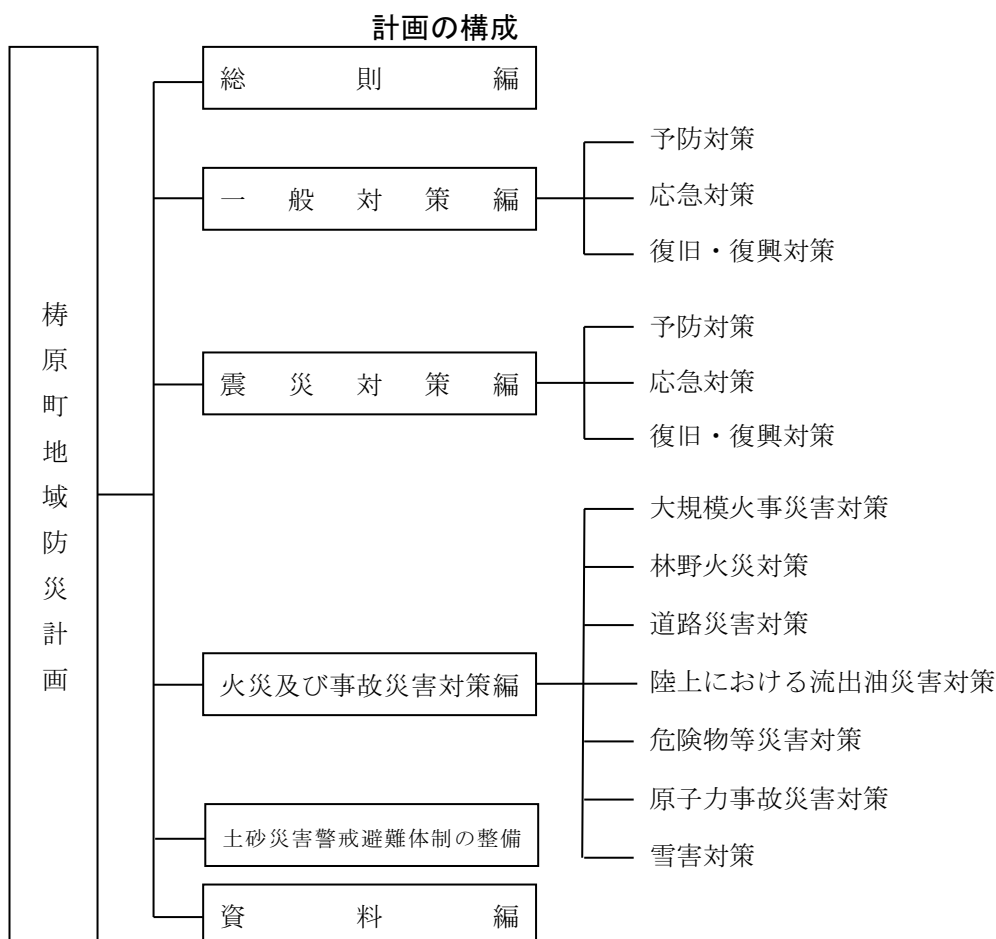 計画の構成
梼原町地域防災計画
総則編
一般対策編
予防対策
応急対策
復旧・復興対策
震災対策編
予防対策
応急対策
復旧・復興対策
火災及び事故災害対策編
大規模火事災害対策
林野火災対策
道路災害対策
陸上における流出油災害対策
危険物等災害対策
原子力事故災害対策
雪害対策
土砂災害警戒避難体制の整備
資料編